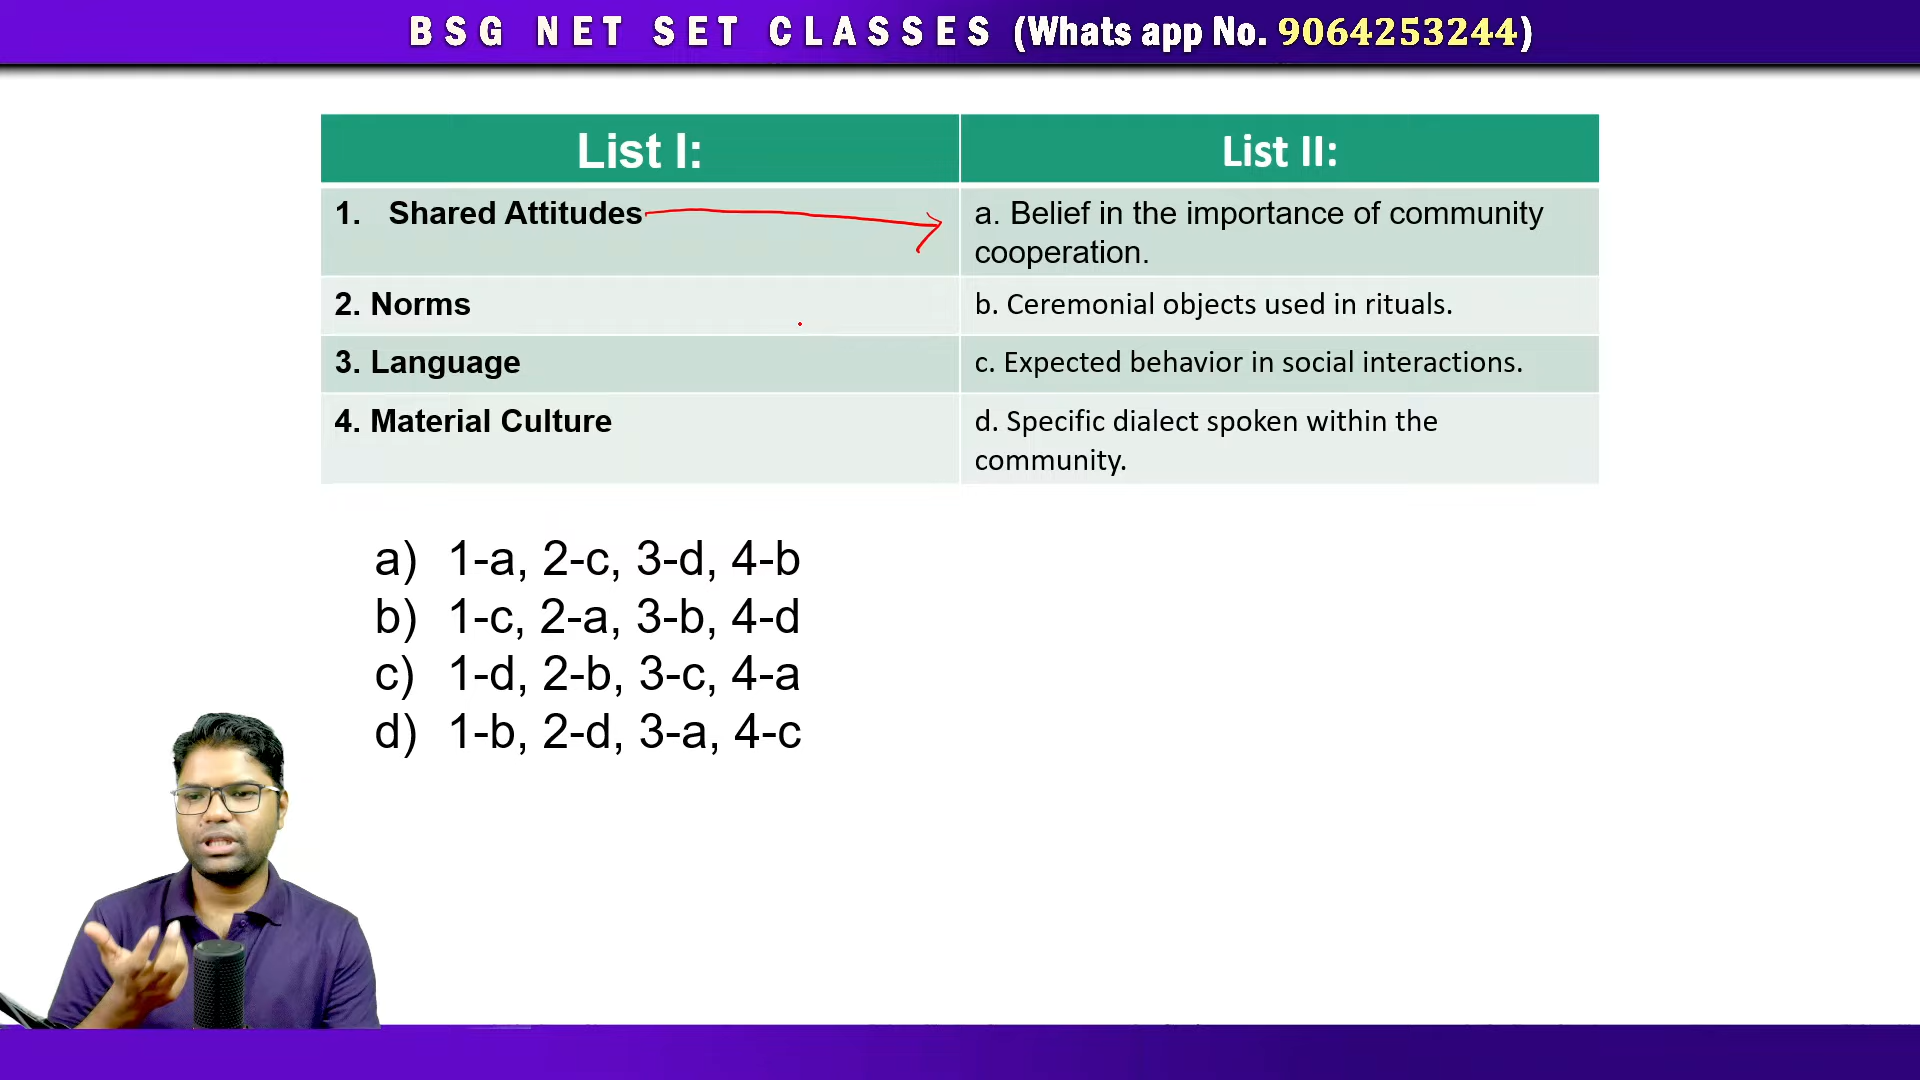 BSG NET SET CLASSES (Whats app No. 9064253244)
List I:
List II:
1. Shared Attitudes
a. Belief in the importance of community
cooperation.
2. Norms
b. Ceremonial objects used in rituals.
3. Language
c. Expected behavior in social interactions.
4. Material Culture
d. Specific dialect spoken within the
community.
a) 1-a, 2-c, 3-d, 4-b
b) 1-c, 2-a, 3-b, 4-d
c) 1-d, 2-b, 3-c, 4-a
d) 1-b, 2-d, 3-a, 4-c